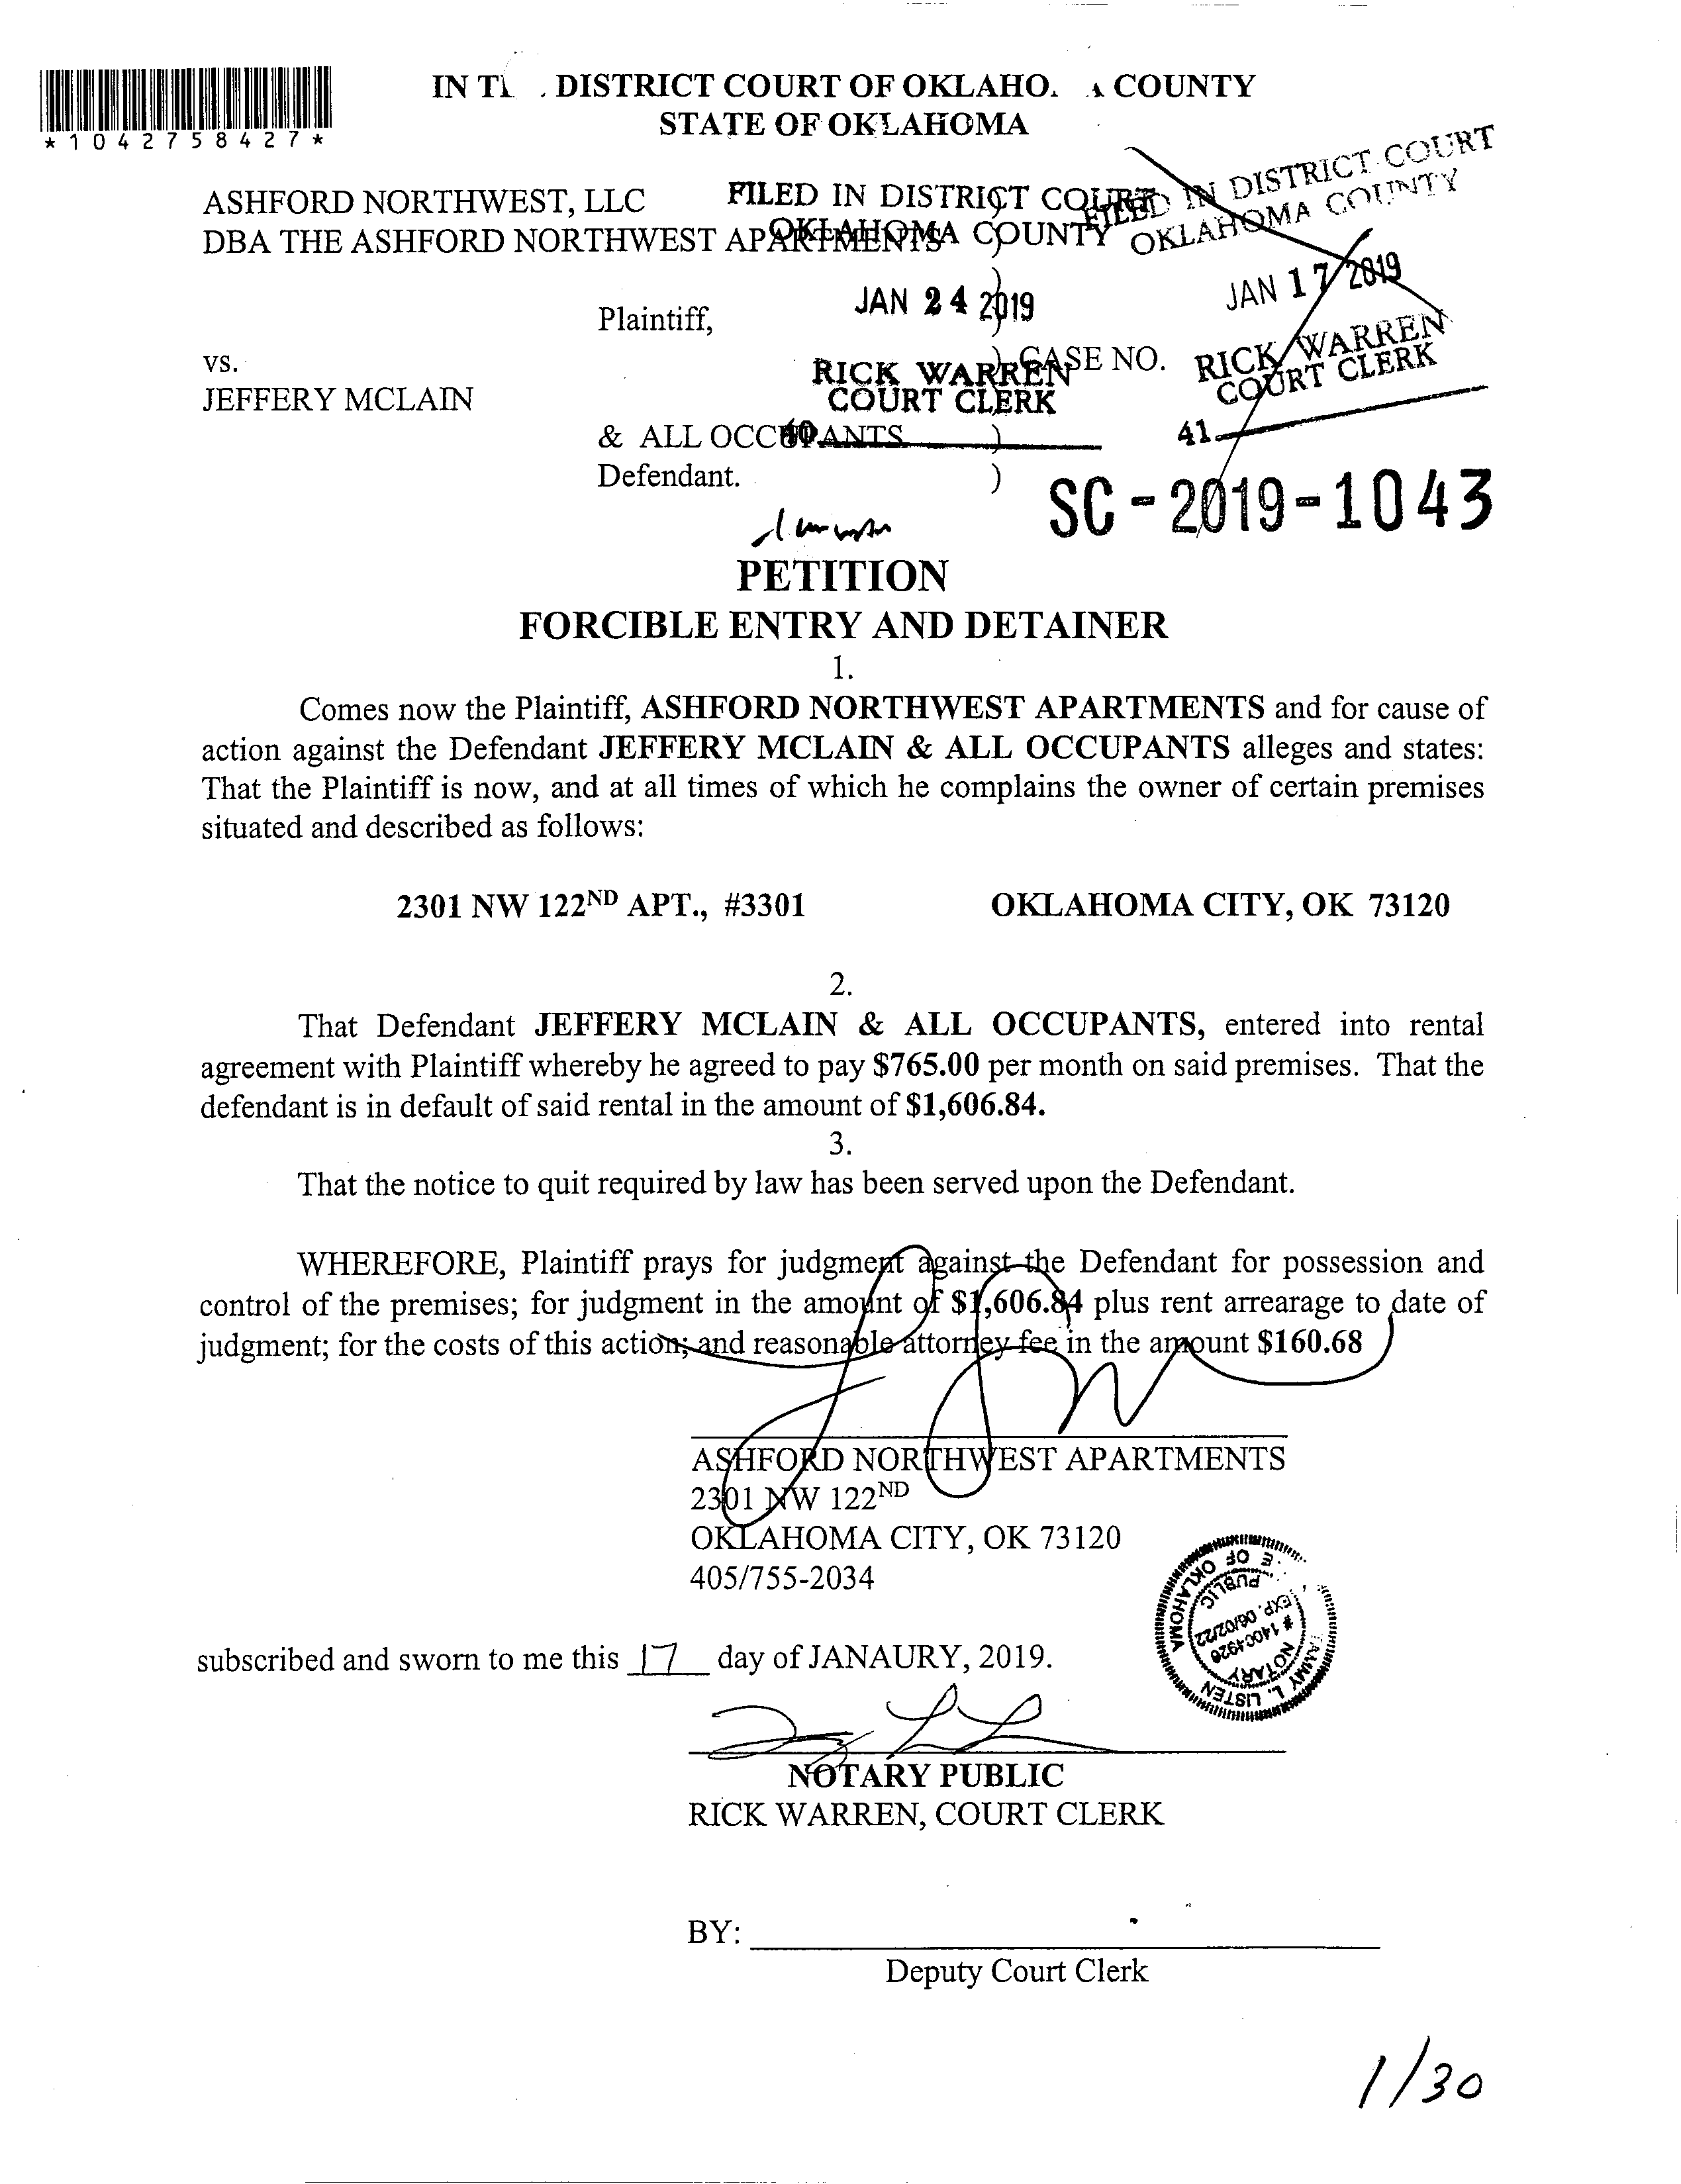 *1042758427*
IN T . DISTRICT COURT OF OKLAHO. A COUNTY
STATE OF OKLAHOMA
ASHFORD NORTHWEST, LLC
DBA THE ASHFORD NORTHWEST APARTMENTS )
FILED IN DISTRICT COURT
OKLAHOMA COUNTY
JAN 24 2019
RICK WARREN
COURT CLERK
40
FILED IN DISTRICT COURT
OKLAHOMA COUNTY
JAN 17 2019
RICK WARREN
COURT CLERK
41
Plaintiff, )
vs. ) CASE NO.
JEFFERY MCLAIN
& ALL OCCUPANTS )
Defendant. )
SC-2019-1043
PETITION
FORCIBLE ENTRY AND DETAINER
1.
Comes now the Plaintiff, ASHFORD NORTHWEST APARTMENTS and for cause of
action against the Defendant JEFFERY MCLAIN & ALL OCCUPANTS alleges and states:
That the Plaintiff is now, and at all times of which he complains the owner of certain premises
situated and described as follows:
2301 NW 122ND APT., #3301 OKLAHOMA CITY, OK 73120
2.
That Defendant JEFFERY MCLAIN & ALL OCCUPANTS, entered into rental
agreement with Plaintiff whereby he agreed to pay $765.00 per month on said premises. That the
defendant is in default of said rental in the amount of $1,606.84.
3.
That the notice to quit required by law has been served upon the Defendant.
WHEREFORE, Plaintiff prays for judgment against the Defendant for possession and
control of the premises; for judgment in the amount of $1,606.84 plus rent arrearage to date of
judgment; for the costs of this action; and reasonable attorney fee in the amount $160.68
ASHFORD NORTHWEST APARTMENTS
2301 NW 122ND
OKLAHOMA CITY, OK 73120
405/755-2034
TAMMY L. LISTEN
NOTARY
# 14004926
EXP. 06/02/22
PUBLIC
E OF OKLAHOMA
subscribed and sworn to me this 17 day of JANAURY, 2019.
NOTARY PUBLIC
RICK WARREN, COURT CLERK
BY:
Deputy Court Clerk
1/30